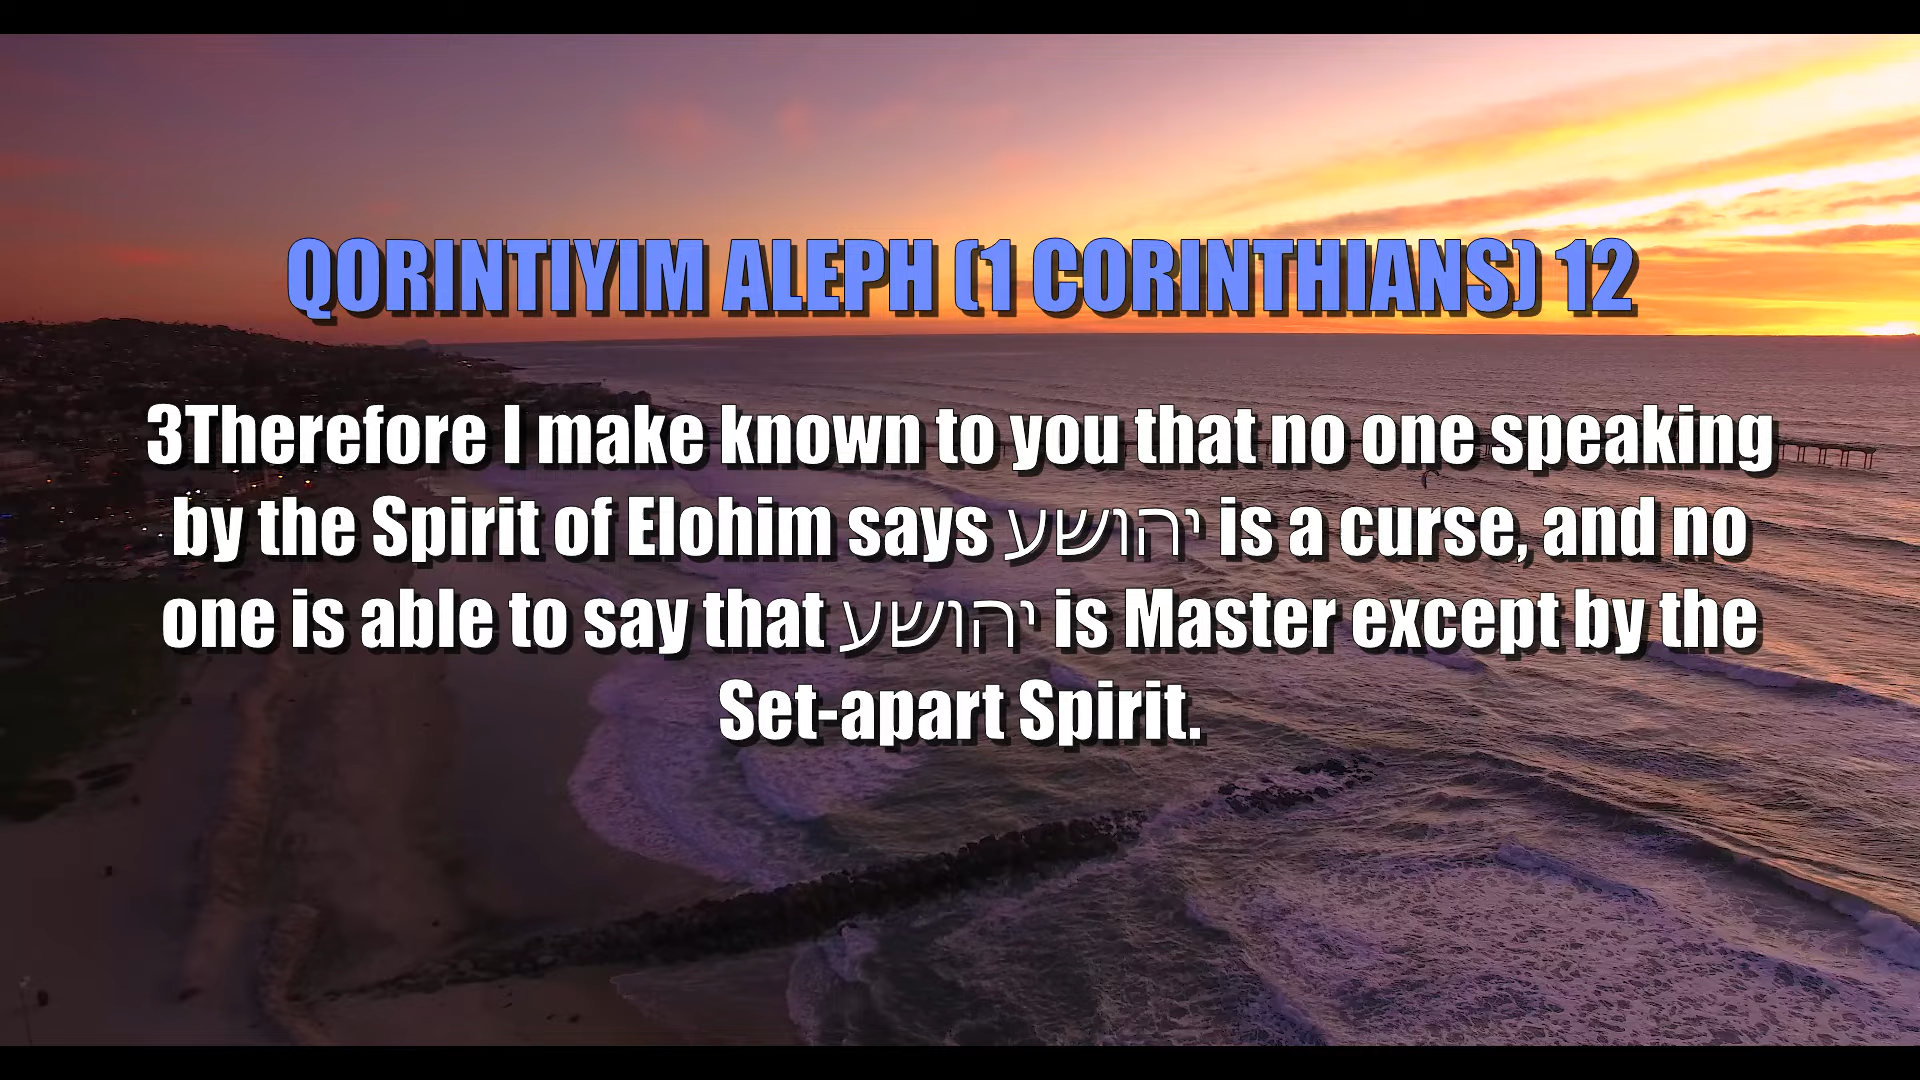 QORINTIYIM ALEPH (1 CORINTHIANS) 12
3Therefore I make known to you that no one speaking
by the Spirit of Elohim says יהושע is a curse, and no
one is able to say that יהושע is Master except by the
Set-apart Spirit.